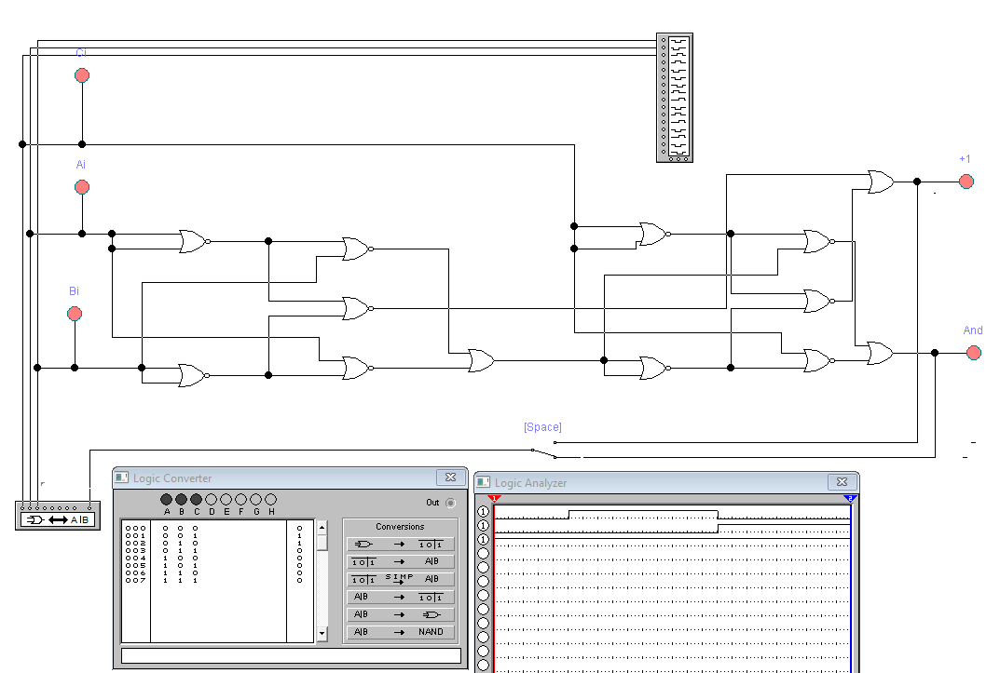 Ci
Ai
+1
Bi
And
[Space]
A|B
Logic Converter
A B C D E F G H
Out
000 0 0 0 0
001 0 0 1 1
002 0 1 0 0
003 0 1 1 0
004 1 0 0 0
005 1 0 1 0
006 1 1 0 0
007 1 1 1 0
Conversions
→ 1 0 | 1
1 0 | 1 → A|B
1 0 | 1 SIMP → A|B
A|B → 1 0 | 1
A|B →
A|B → NAND
Logic Analyzer
1
2
1
1
1